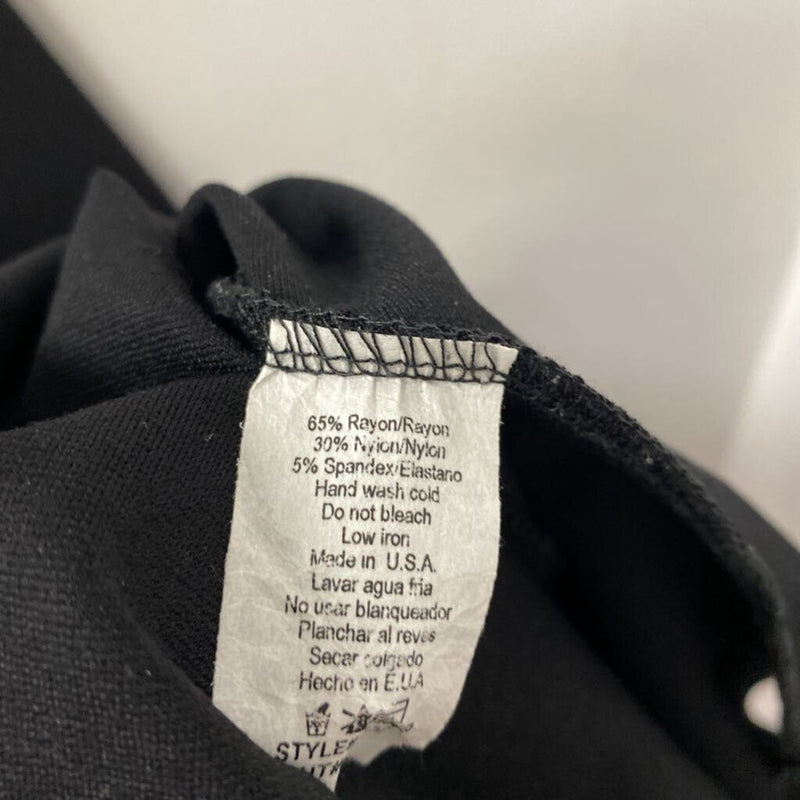 65% Rayon/Rayon
30% Nylon/Nylon
5% Spandex/Elastano
Hand wash cold
Do not bleach
Low iron
Made in U.S.A.
Lavar agua fria
No usar blanqueador
Planchar al reves
Secar colgado
Hecho en E.U.A
STYLE#